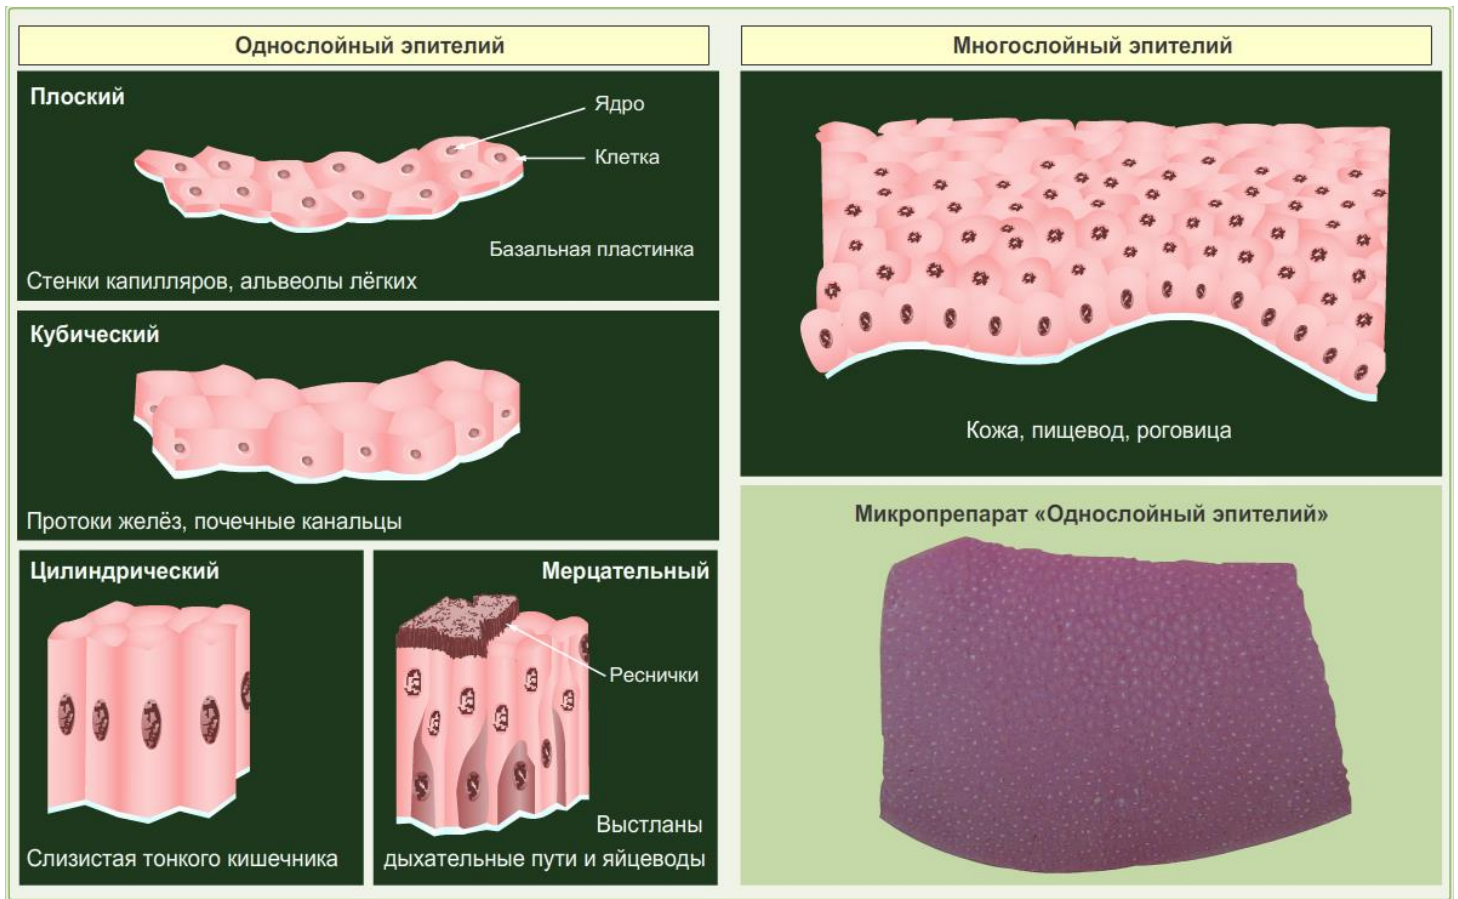 Однослойный эпителий
Плоский
Ядро
Клетка
Базальная пластинка
Стенки капилляров, альвеолы лёгких
Кубический
Протоки желёз, почечные канальцы
Цилиндрический
Слизистая тонкого кишечника
Мерцательный
Реснички
Выстланы
дыхательные пути и яйцеводы
Многослойный эпителий
Кожа, пищевод, роговица
Микропрепарат «Однослойный эпителий»